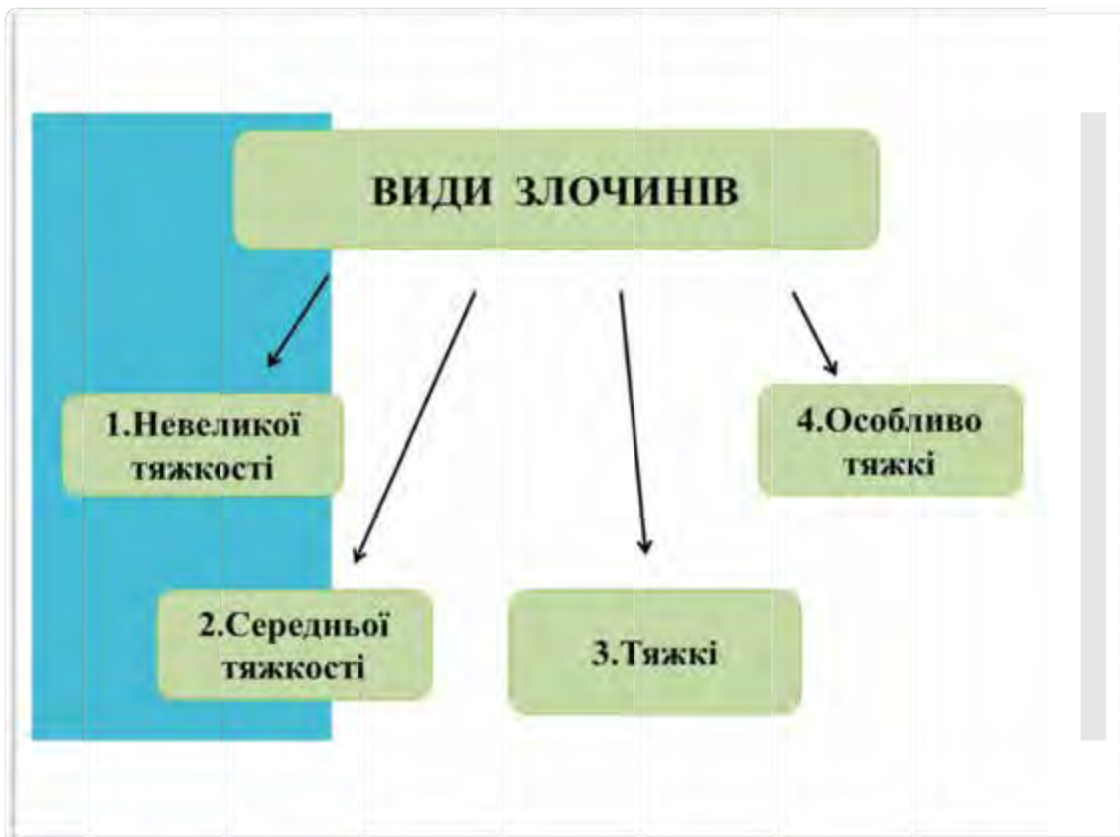 ВИДИ ЗЛОЧИНІВ
1.Невеликої
тяжкості
2.Середньої
тяжкості
3.Тяжкі
4.Особливо
тяжкі